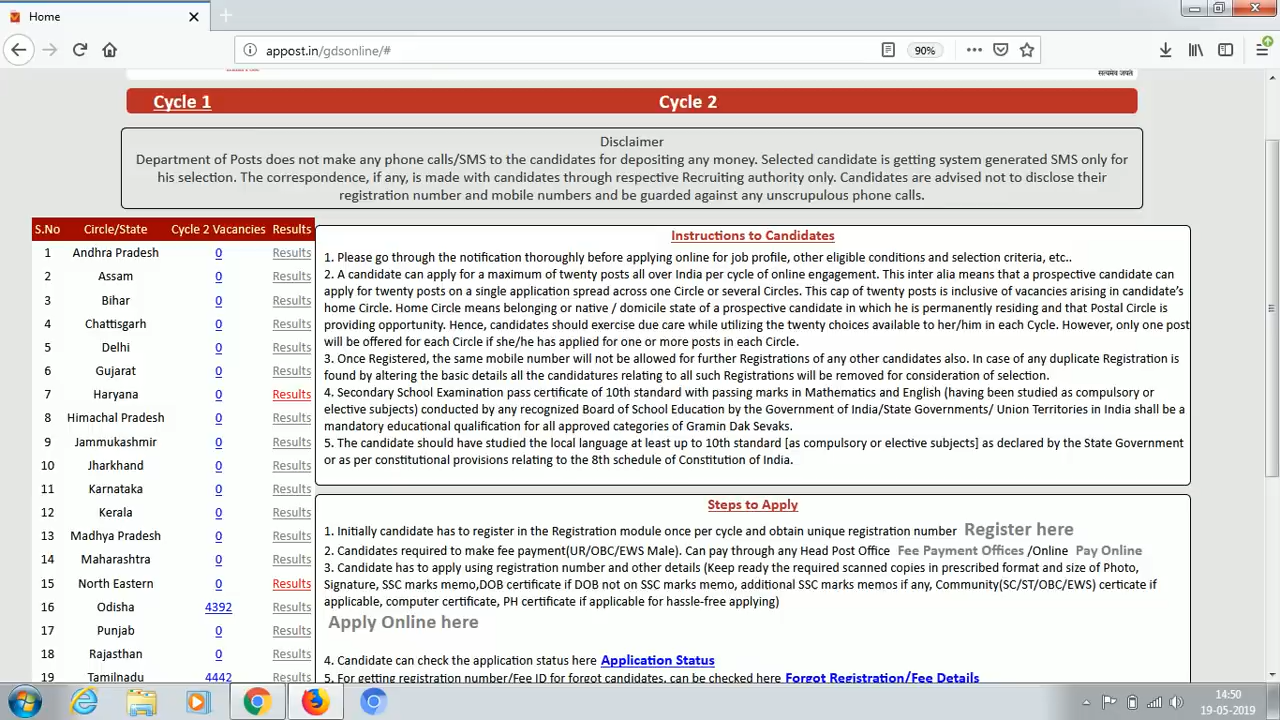 Home
appost.in/gdsonline/#
90%
सत्यमेव जयते
Cycle 1
Cycle 2
Disclaimer
Department of Posts does not make any phone calls/SMS to the candidates for depositing any money. Selected candidate is getting system generated SMS only for
his selection. The correspondence, if any, is made with candidates through respective Recruiting authority only. Candidates are advised not to disclose their
registration number and mobile numbers and be guarded against any unscrupulous phone calls.
S.No Circle/State Cycle 2 Vacancies Results
1 Andhra Pradesh 0 Results
2 Assam 0 Results
3 Bihar 0 Results
4 Chattisgarh 0 Results
5 Delhi 0 Results
6 Gujarat 0 Results
7 Haryana 0 Results
8 Himachal Pradesh 0 Results
9 Jammukashmir 0 Results
10 Jharkhand 0 Results
11 Karnataka 0 Results
12 Kerala 0 Results
13 Madhya Pradesh 0 Results
14 Maharashtra 0 Results
15 North Eastern 0 Results
16 Odisha 4392 Results
17 Punjab 0 Results
18 Rajasthan 0 Results
19 Tamilnadu 4442 Results
Instructions to Candidates
1. Please go through the notification thoroughly before applying online for job profile, other eligible conditions and selection criteria, etc..
2. A candidate can apply for a maximum of twenty posts all over India per cycle of online engagement. This inter alia means that a prospective candidate can
apply for twenty posts on a single application spread across one Circle or several Circles. This cap of twenty posts is inclusive of vacancies arising in candidate's
home Circle. Home Circle means belonging or native / domicile state of a prospective candidate in which he is permanently residing and that Postal Circle is
providing opportunity. Hence, candidates should exercise due care while utilizing the twenty choices available to her/him in each Cycle. However, only one post
will be offered for each Circle if she/he has applied for one or more posts in each Circle.
3. Once Registered, the same mobile number will not be allowed for further Registrations of any other candidates also. In case of any duplicate Registration is
found by altering the basic details all the candidatures relating to all such Registrations will be removed for consideration of selection.
4. Secondary School Examination pass certificate of 10th standard with passing marks in Mathematics and English (having been studied as compulsory or
elective subjects) conducted by any recognized Board of School Education by the Government of India/State Governments/ Union Territories in India shall be a
mandatory educational qualification for all approved categories of Gramin Dak Sevaks.
5. The candidate should have studied the local language at least up to 10th standard [as compulsory or elective subjects] as declared by the State Government
or as per constitutional provisions relating to the 8th schedule of Constitution of India.
Steps to Apply
1. Initially candidate has to register in the Registration module once per cycle and obtain unique registration number Register here
2. Candidates required to make fee payment(UR/OBC/EWS Male). Can pay through any Head Post Office Fee Payment Offices /Online Pay Online
3. Candidate has to apply using registration number and other details (Keep ready the required scanned copies in prescribed format and size of Photo,
Signature, SSC marks memo,DOB certificate if DOB not on SSC marks memo, additional SSC marks memos if any, Community(SC/ST/OBC/EWS) certicate if
applicable, computer certificate, PH certificate if applicable for hassle-free applying)
Apply Online here
4. Candidate can check the application status here Application Status
5. For getting registration number/Fee ID for forgot candidates, can be checked here Forgot Registration/Fee Details
14:50
19-05-2019